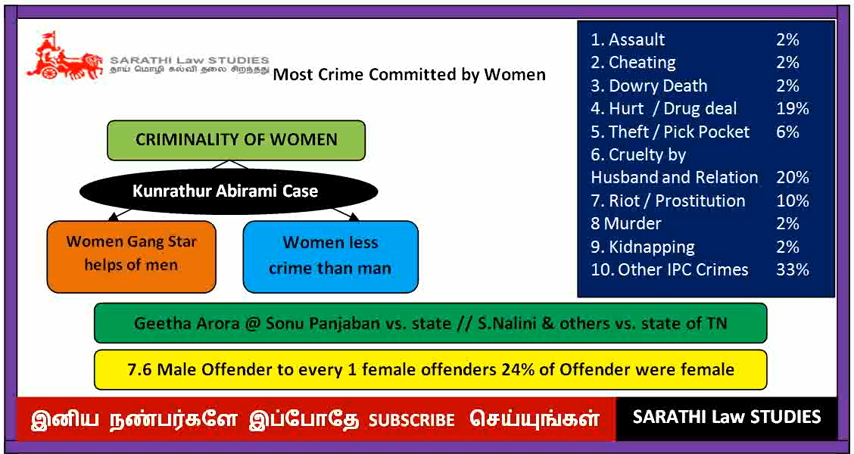 SARATHI Law STUDIES
தாய் மொழி கல்வி தலை சிறந்தது
Most Crime Committed by Women
CRIMINALITY OF WOMEN
Kunrathur Abirami Case
Women Gang Star
helps of men
Women less
crime than man
1. Assault 2%
2. Cheating 2%
3. Dowry Death 2%
4. Hurt / Drug deal 19%
5. Theft / Pick Pocket 6%
6. Cruelty by
Husband and Relation 20%
7. Riot / Prostitution 10%
8 Murder 2%
9. Kidnapping 2%
10. Other IPC Crimes 33%
Geetha Arora @ Sonu Panjaban vs. state // S.Nalini & others vs. state of TN
7.6 Male Offender to every 1 female offenders 24% of Offender were female
இனிய நண்பர்களே இப்போதே SUBSCRIBE செய்யுங்கள்
SARATHI Law STUDIES